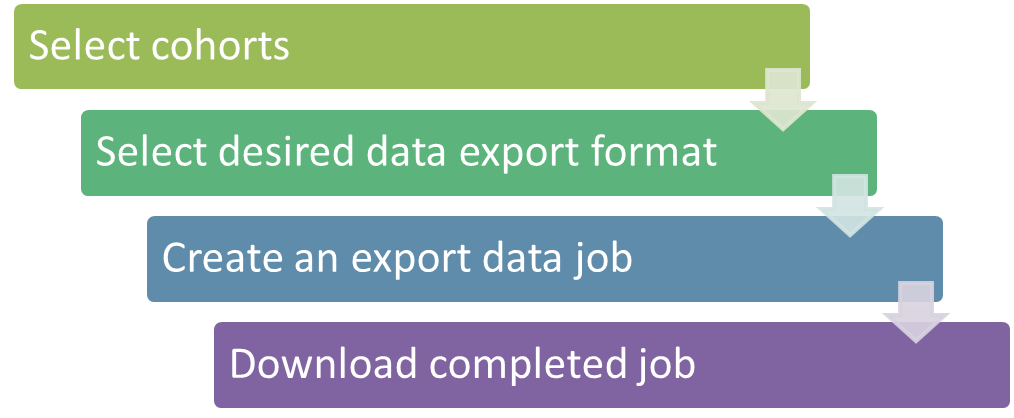 Select cohorts
Select desired data export format
Create an export data job
Download completed job